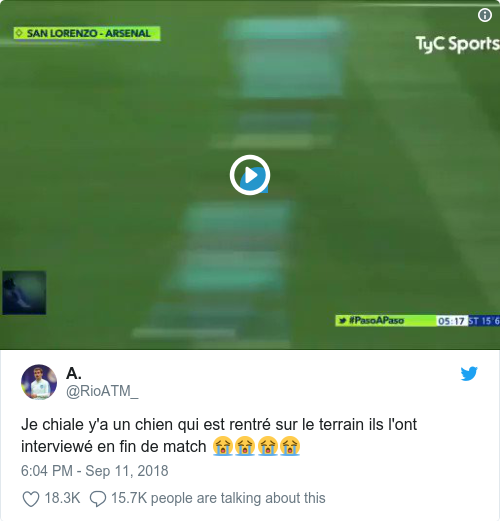 SAN LORENZO - ARSENAL
TyC Sports
#PasoAPaso 05:17 ST 15'6
A.
@RioATM_
Je chiale y'a un chien qui est rentré sur le terrain ils l'ont
interviewé en fin de match 😭😭😭😭
6:04 PM - Sep 11, 2018
18.3K 15.7K people are talking about this